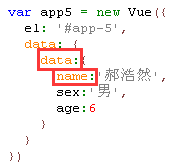 var app5 = new Vue({
el: '#app-5',
data: {
data:{
name:'郝浩然',
sex:'男',
age:6
}
}
})